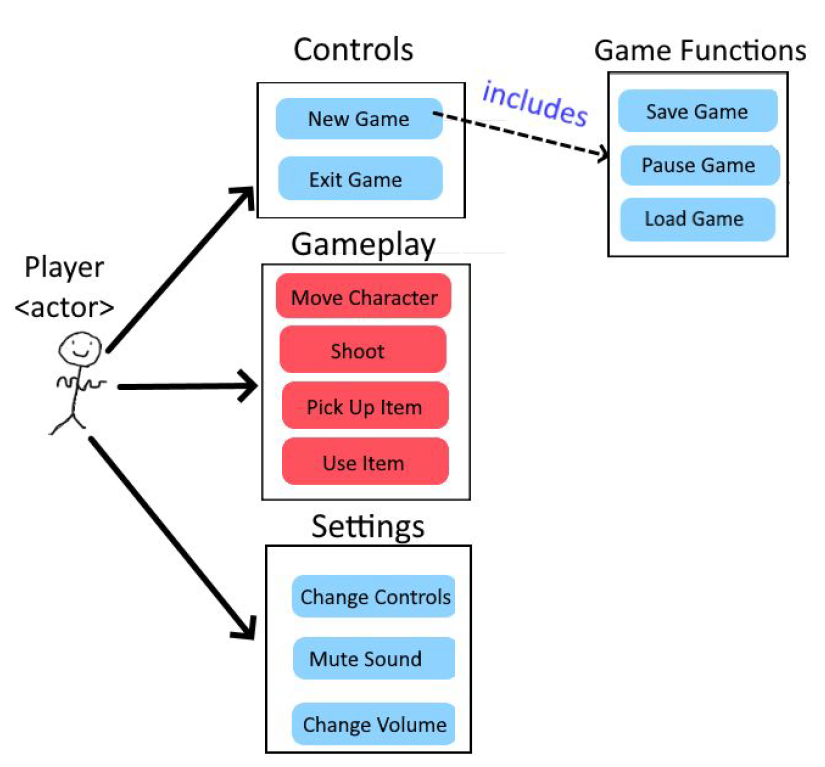 Controls
New Game
Exit Game
includes
Game Functions
Save Game
Pause Game
Load Game
Player
<actor>
Gameplay
Move Character
Shoot
Pick Up Item
Use Item
Settings
Change Controls
Mute Sound
Change Volume